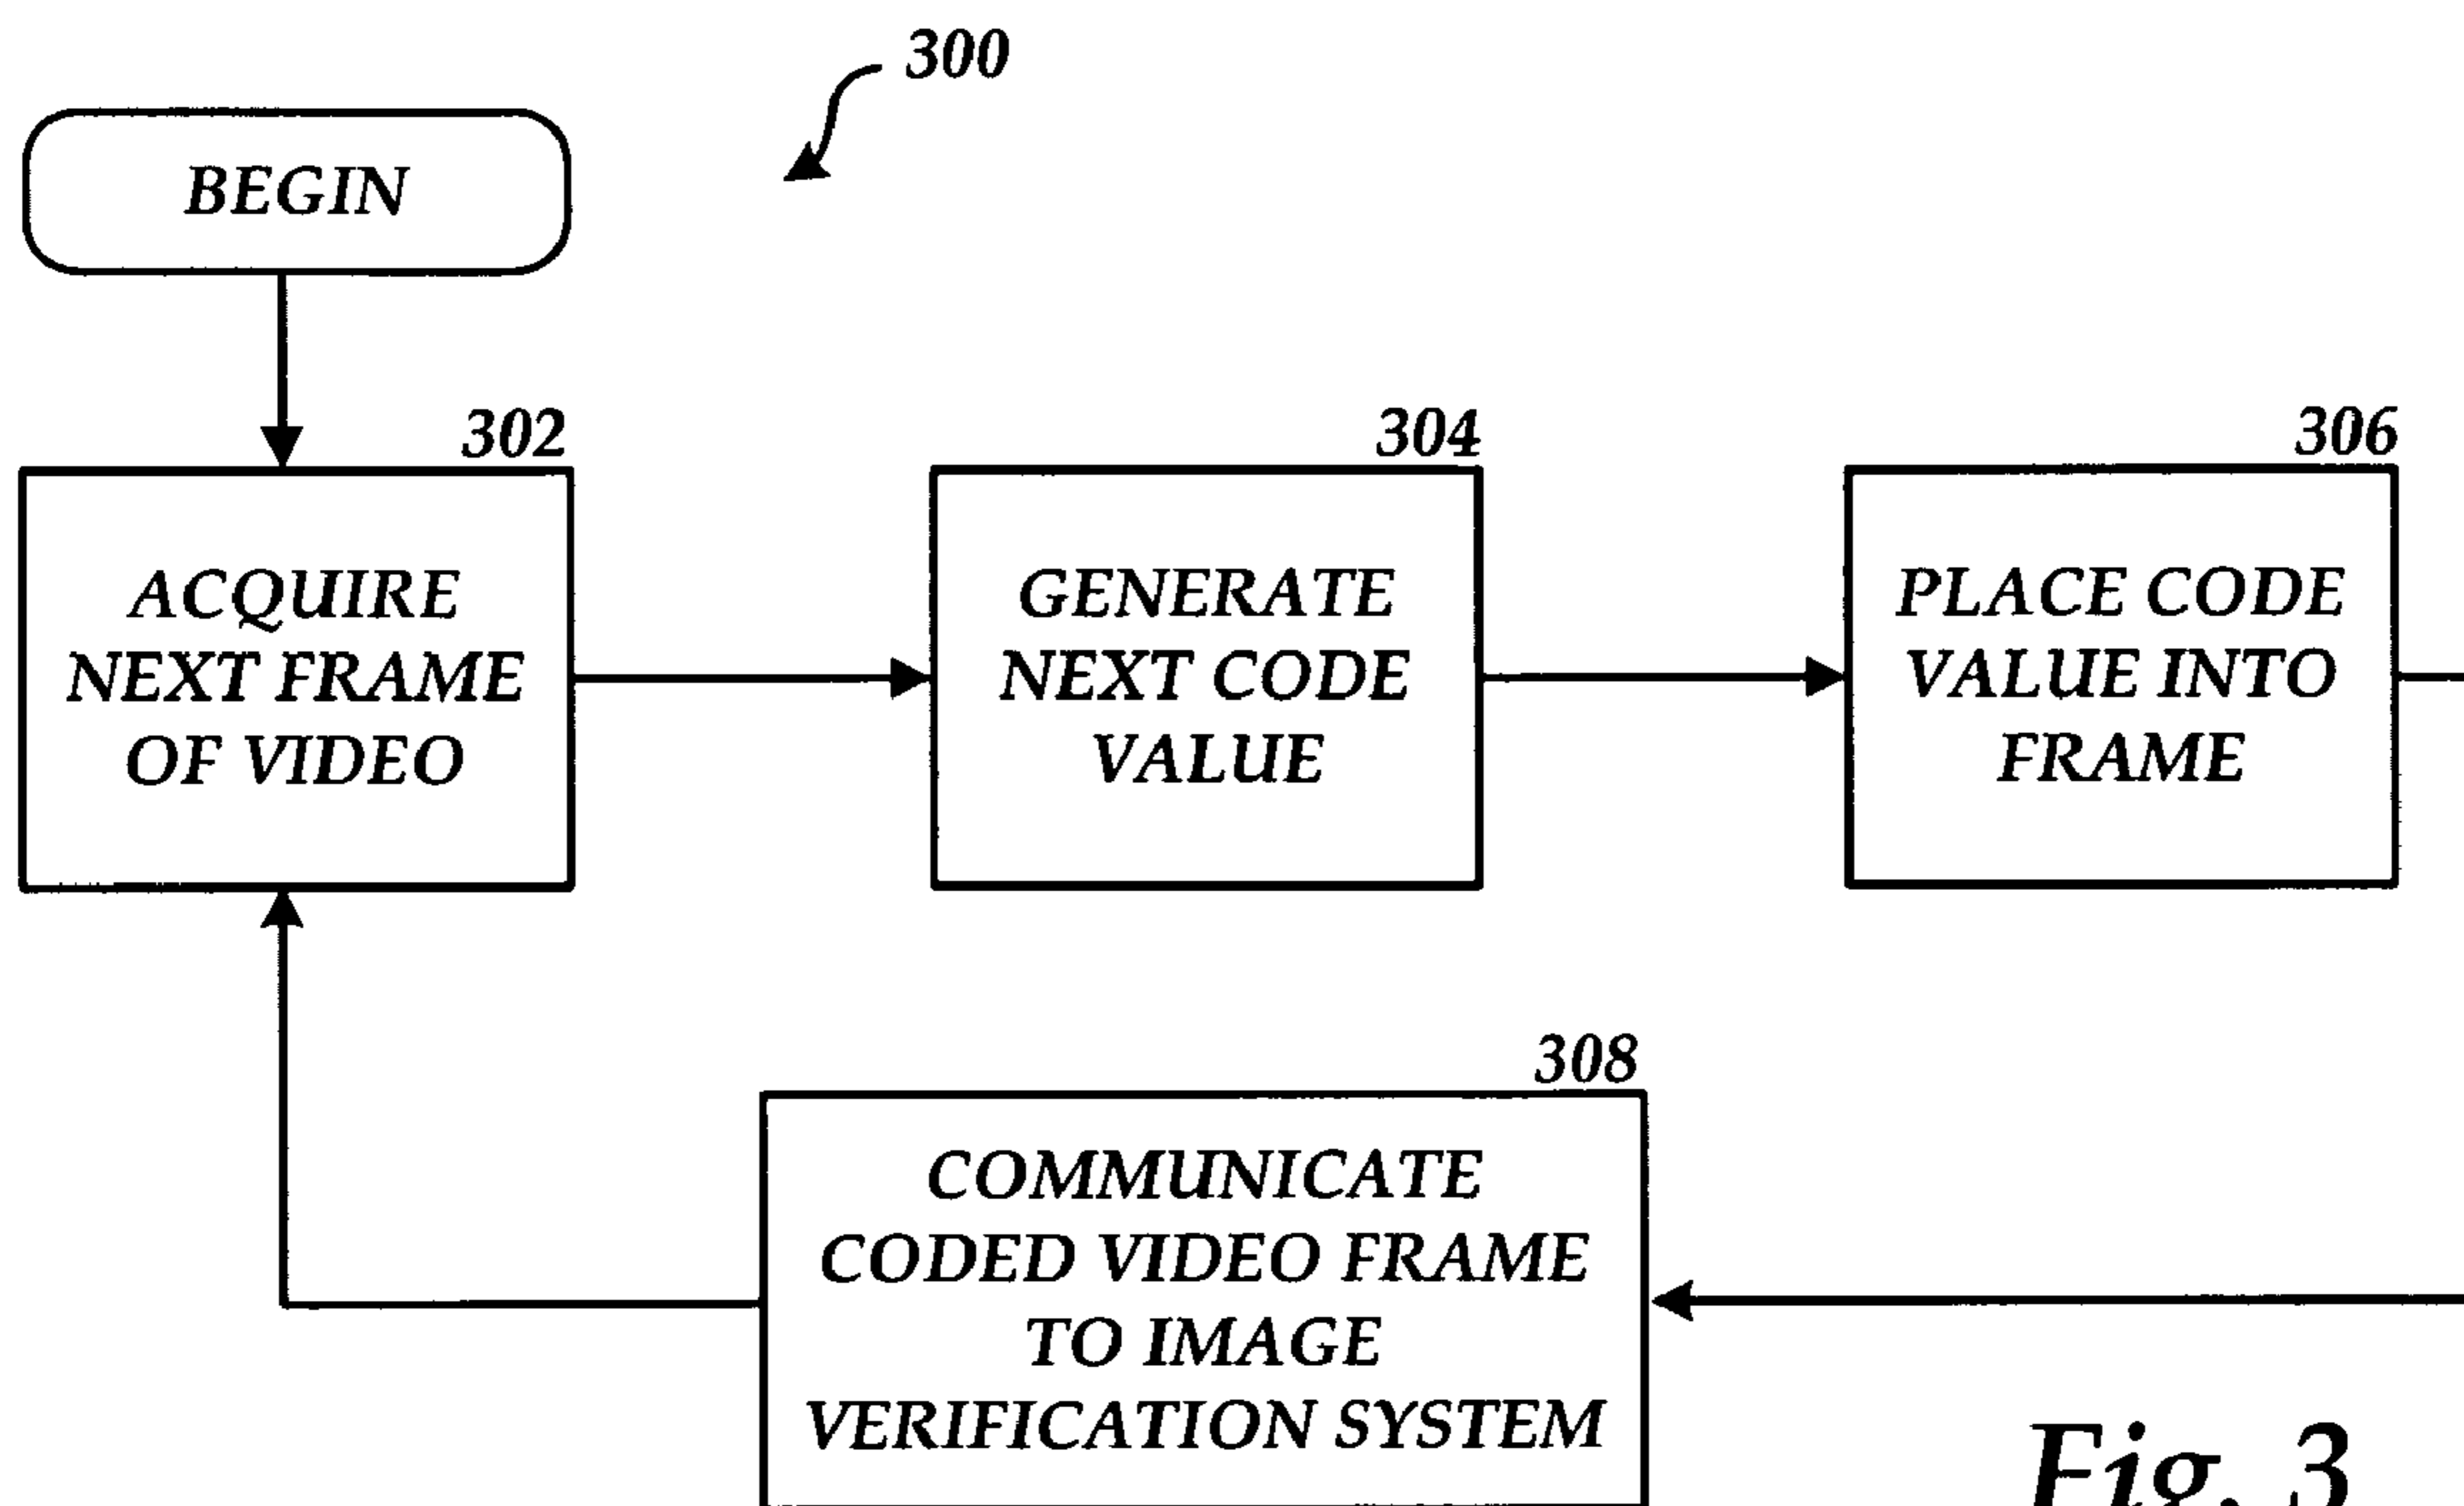 300
BEGIN
302
ACQUIRE
NEXT FRAME
OF VIDEO
304
GENERATE
NEXT CODE
VALUE
306
PLACE CODE
VALUE INTO
FRAME
308
COMMUNICATE
CODED VIDEO FRAME
TO IMAGE
VERIFICATION SYSTEM
Fig. 3